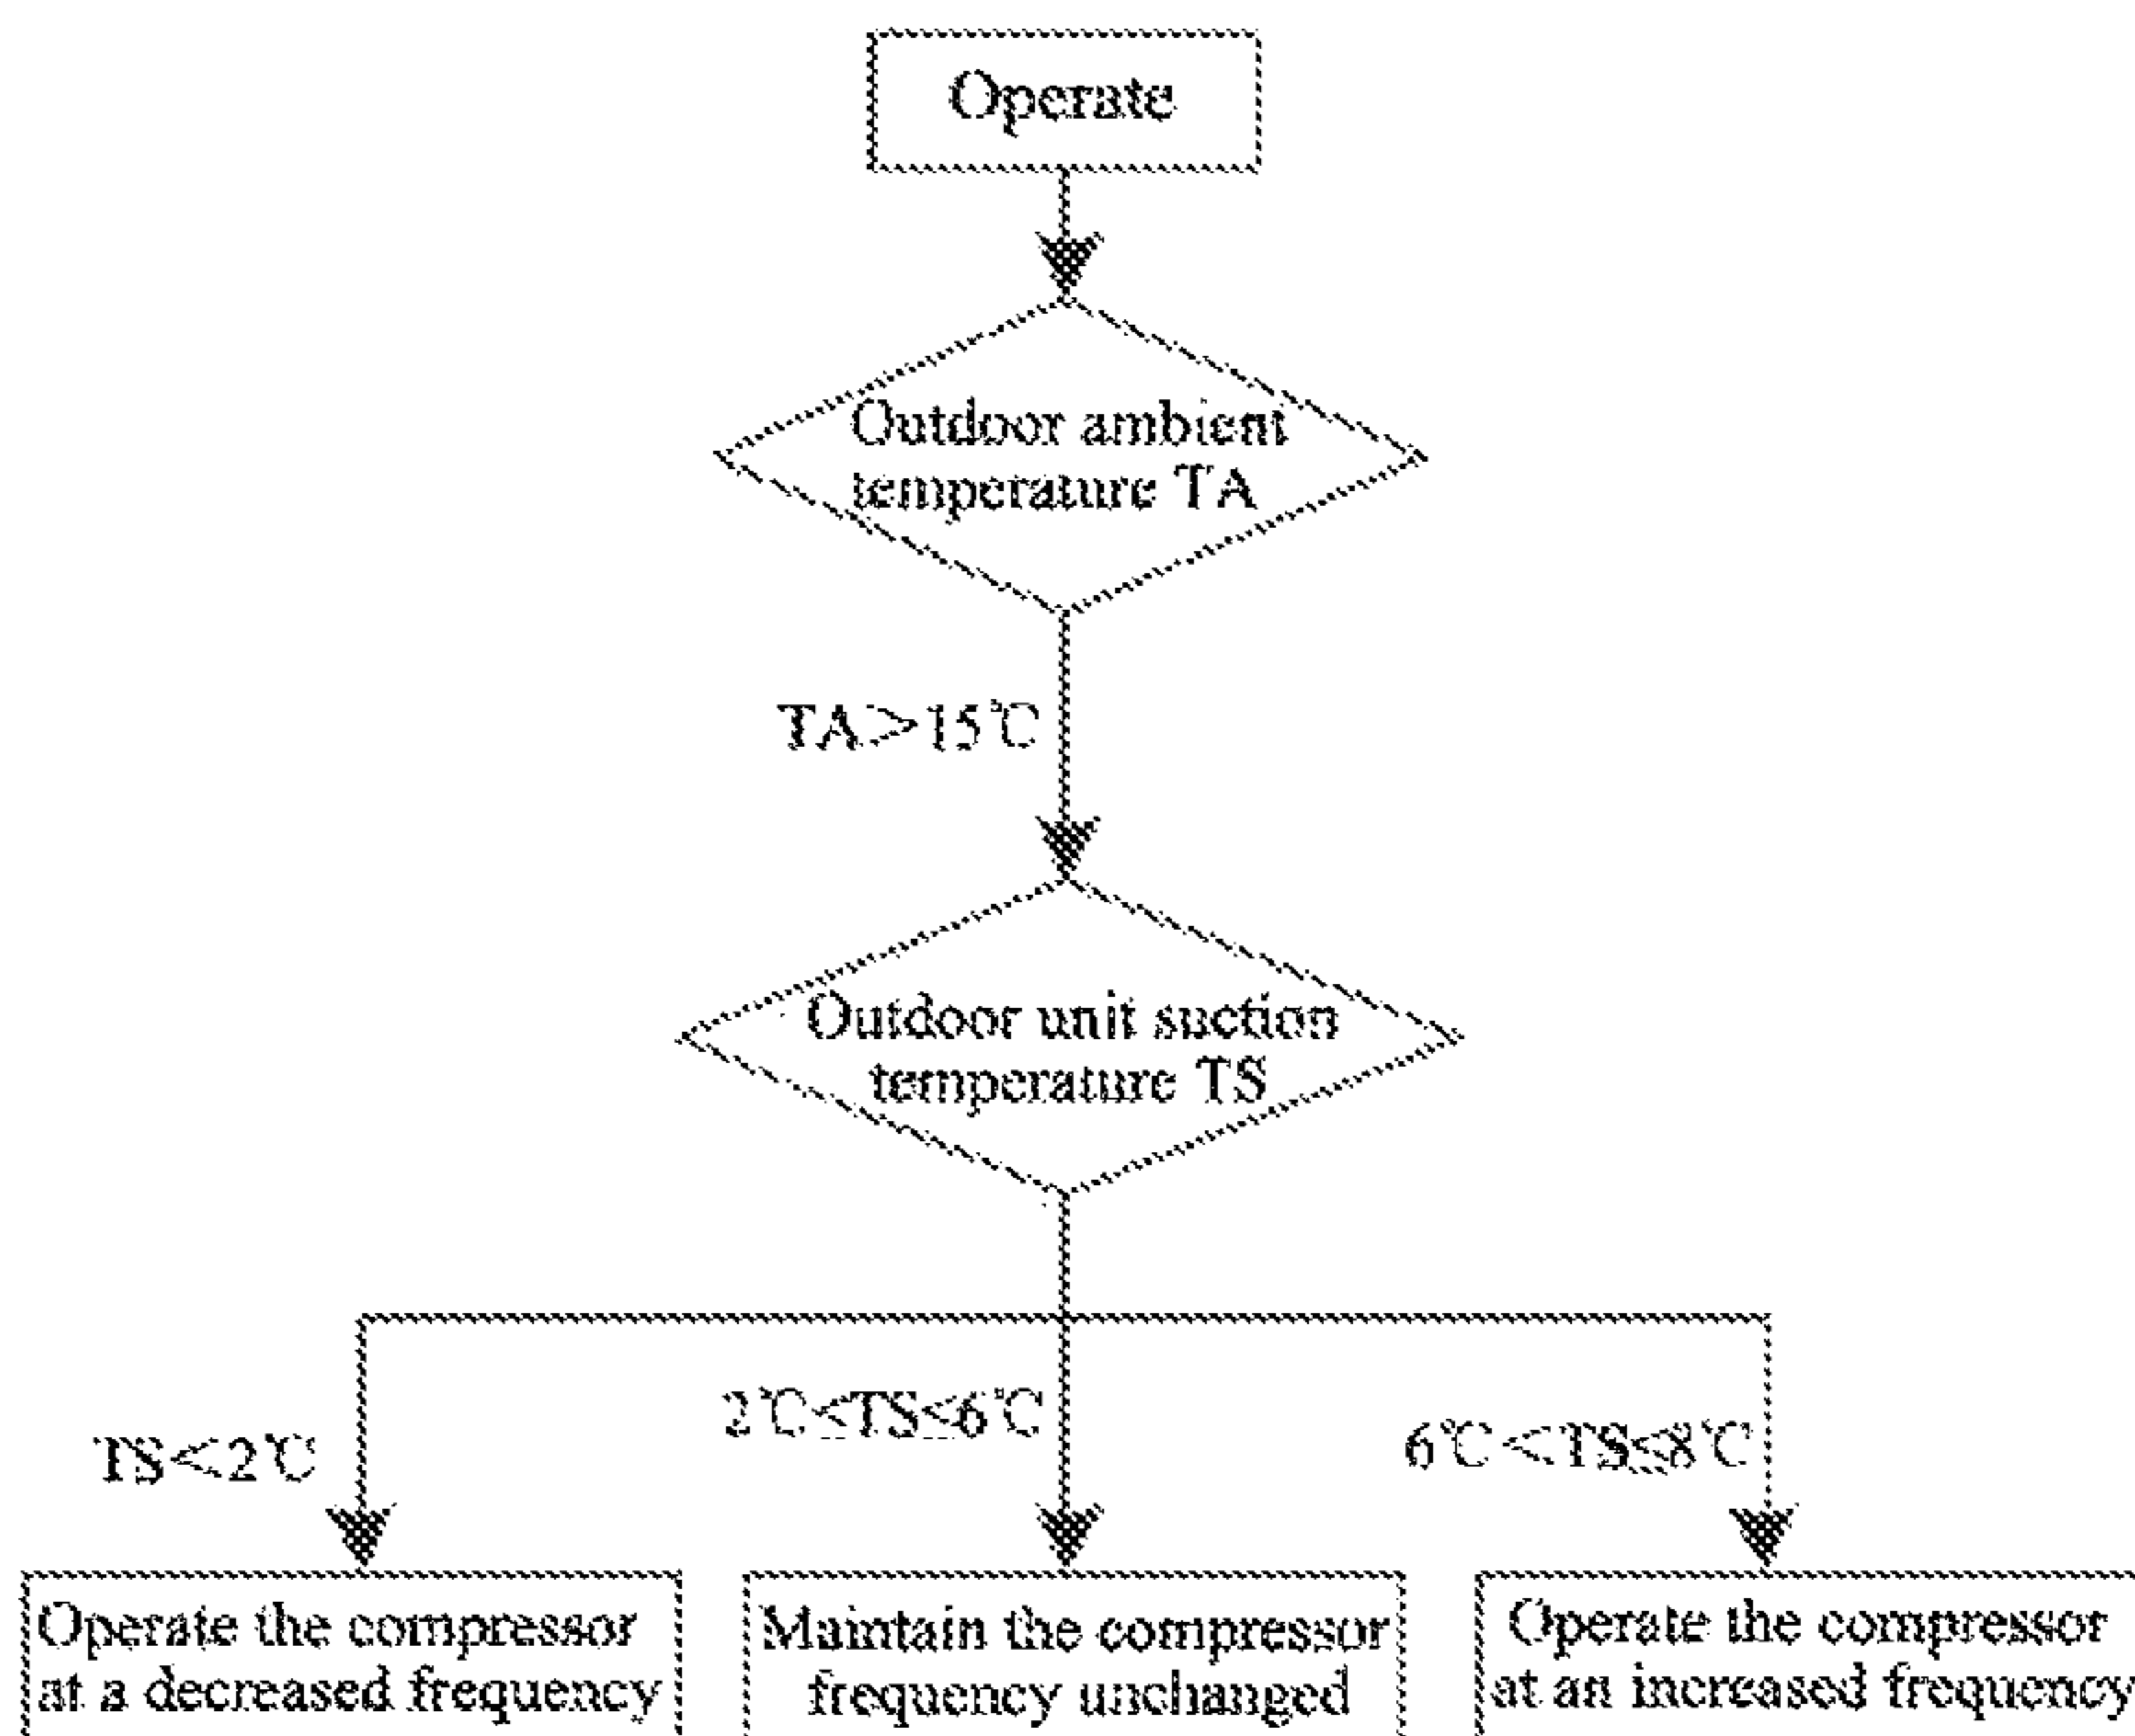 Operate
Outdoor ambient
temperature TA
TA>15℃
Outdoor unit suction
temperature TS
2℃≤TS≤6℃
TS<2℃
6℃<TS≤8℃
Operate the compressor
at a decreased frequency
Maintain the compressor
frequency unchanged
Operate the compressor
at an increased frequency